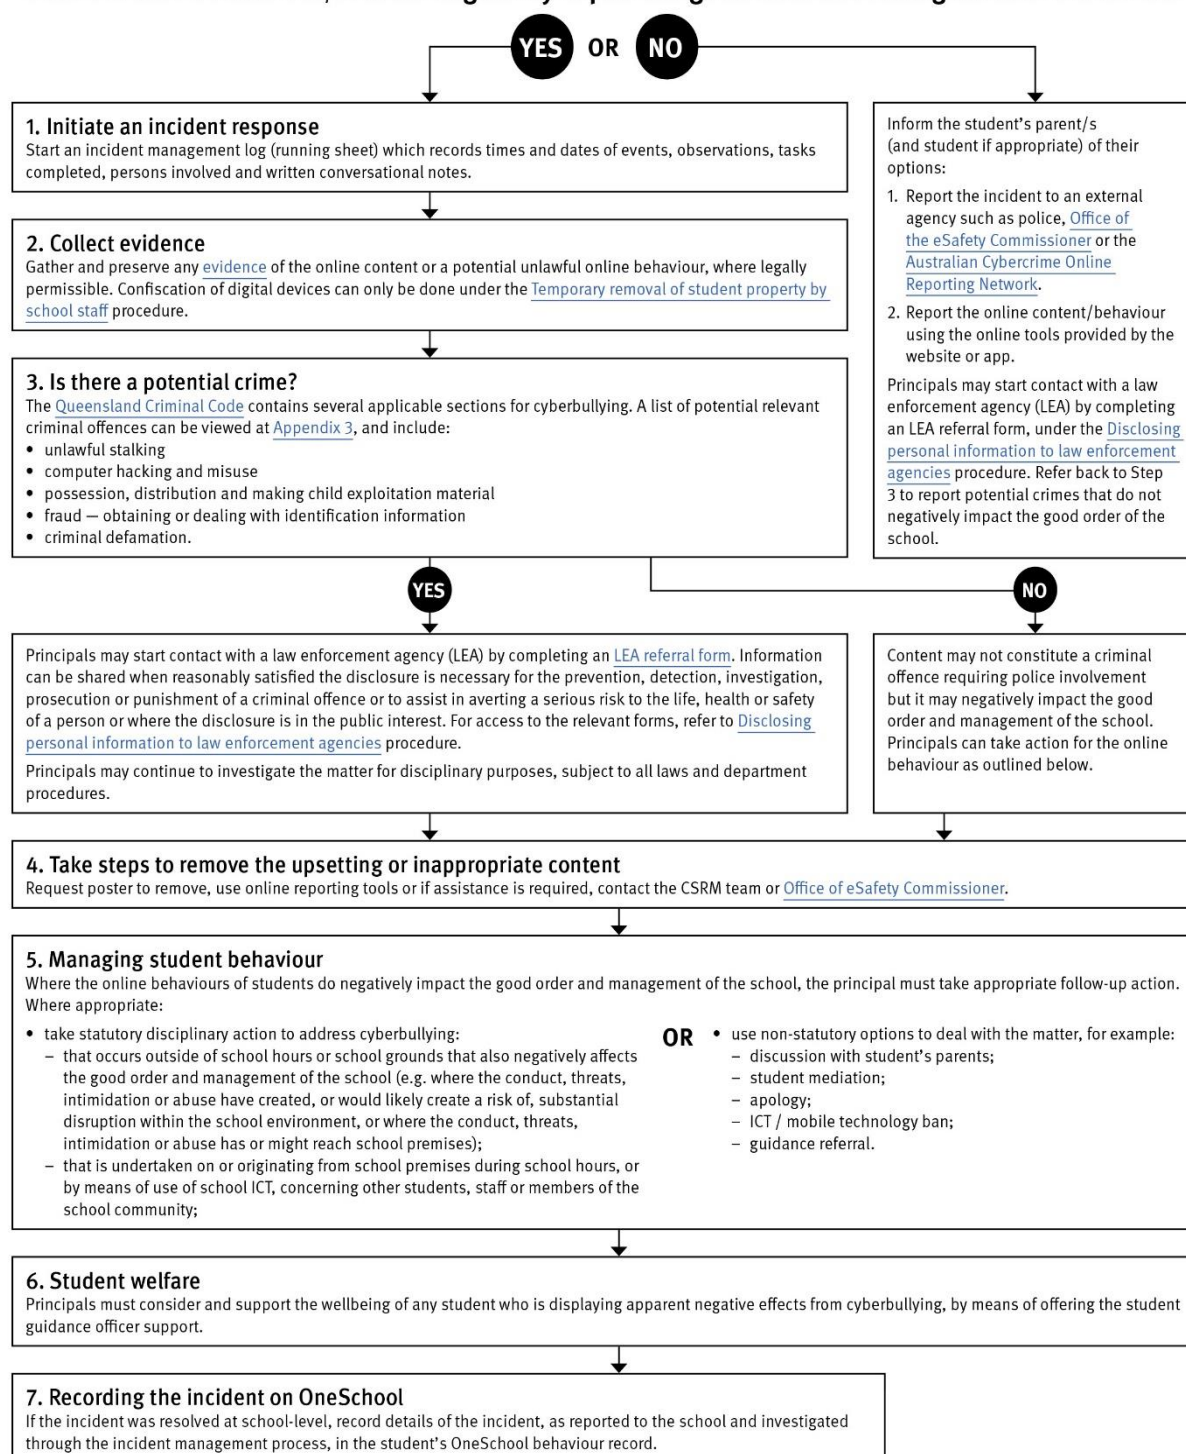 YES OR NO
1. Initiate an incident response
Start an incident management log (running sheet) which records times and dates of events, observations, tasks
completed, persons involved and written conversational notes.
2. Collect evidence
Gather and preserve any evidence of the online content or a potential unlawful online behaviour, where legally
permissible. Confiscation of digital devices can only be done under the Temporary removal of student property by
school staff procedure.
3. Is there a potential crime?
The Queensland Criminal Code contains several applicable sections for cyberbullying. A list of potential relevant
criminal offences can be viewed at Appendix 3, and include:
• unlawful stalking
• computer hacking and misuse
• possession, distribution and making child exploitation material
• fraud — obtaining or dealing with identification information
• criminal defamation.
Inform the student's parent/s
(and student if appropriate) of their
options:
1. Report the incident to an external
agency such as police, Office of
the eSafety Commissioner or the
Australian Cybercrime Online
Reporting Network.
2. Report the online content/behaviour
using the online tools provided by the
website or app.
Principals may start contact with a law
enforcement agency (LEA) by completing
an LEA referral form, under the Disclosing
personal information to law enforcement
agencies procedure. Refer back to Step
3 to report potential crimes that do not
negatively impact the good order of the
school.
YES
NO
Principals may start contact with a law enforcement agency (LEA) by completing an LEA referral form. Information
can be shared when reasonably satisfied the disclosure is necessary for the prevention, detection, investigation,
prosecution or punishment of a criminal offence or to assist in averting a serious risk to the life, health or safety
of a person or where the disclosure is in the public interest. For access to the relevant forms, refer to Disclosing
personal information to law enforcement agencies procedure.
Principals may continue to investigate the matter for disciplinary purposes, subject to all laws and department
procedures.
Content may not constitute a criminal
offence requiring police involvement
but it may negatively impact the good
order and management of the school.
Principals can take action for the online
behaviour as outlined below.
4. Take steps to remove the upsetting or inappropriate content
Request poster to remove, use online reporting tools or if assistance is required, contact the CSRM team or Office of eSafety Commissioner.
5. Managing student behaviour
Where the online behaviours of students do negatively impact the good order and management of the school, the principal must take appropriate follow-up action.
Where appropriate:
• take statutory disciplinary action to address cyberbullying:
– that occurs outside of school hours or school grounds that also negatively affects
the good order and management of the school (e.g. where the conduct, threats,
intimidation or abuse have created, or would likely create a risk of, substantial
disruption within the school environment, or where the conduct, threats,
intimidation or abuse has or might reach school premises);
– that is undertaken on or originating from school premises during school hours, or
by means of use of school ICT, concerning other students, staff or members of the
school community;
OR
• use non-statutory options to deal with the matter, for example:
– discussion with student's parents;
– student mediation;
– apology;
– ICT / mobile technology ban;
– guidance referral.
6. Student welfare
Principals must consider and support the wellbeing of any student who is displaying apparent negative effects from cyberbullying, by means of offering the student
guidance officer support.
7. Recording the incident on OneSchool
If the incident was resolved at school-level, record details of the incident, as reported to the school and investigated
through the incident management process, in the student's OneSchool behaviour record.